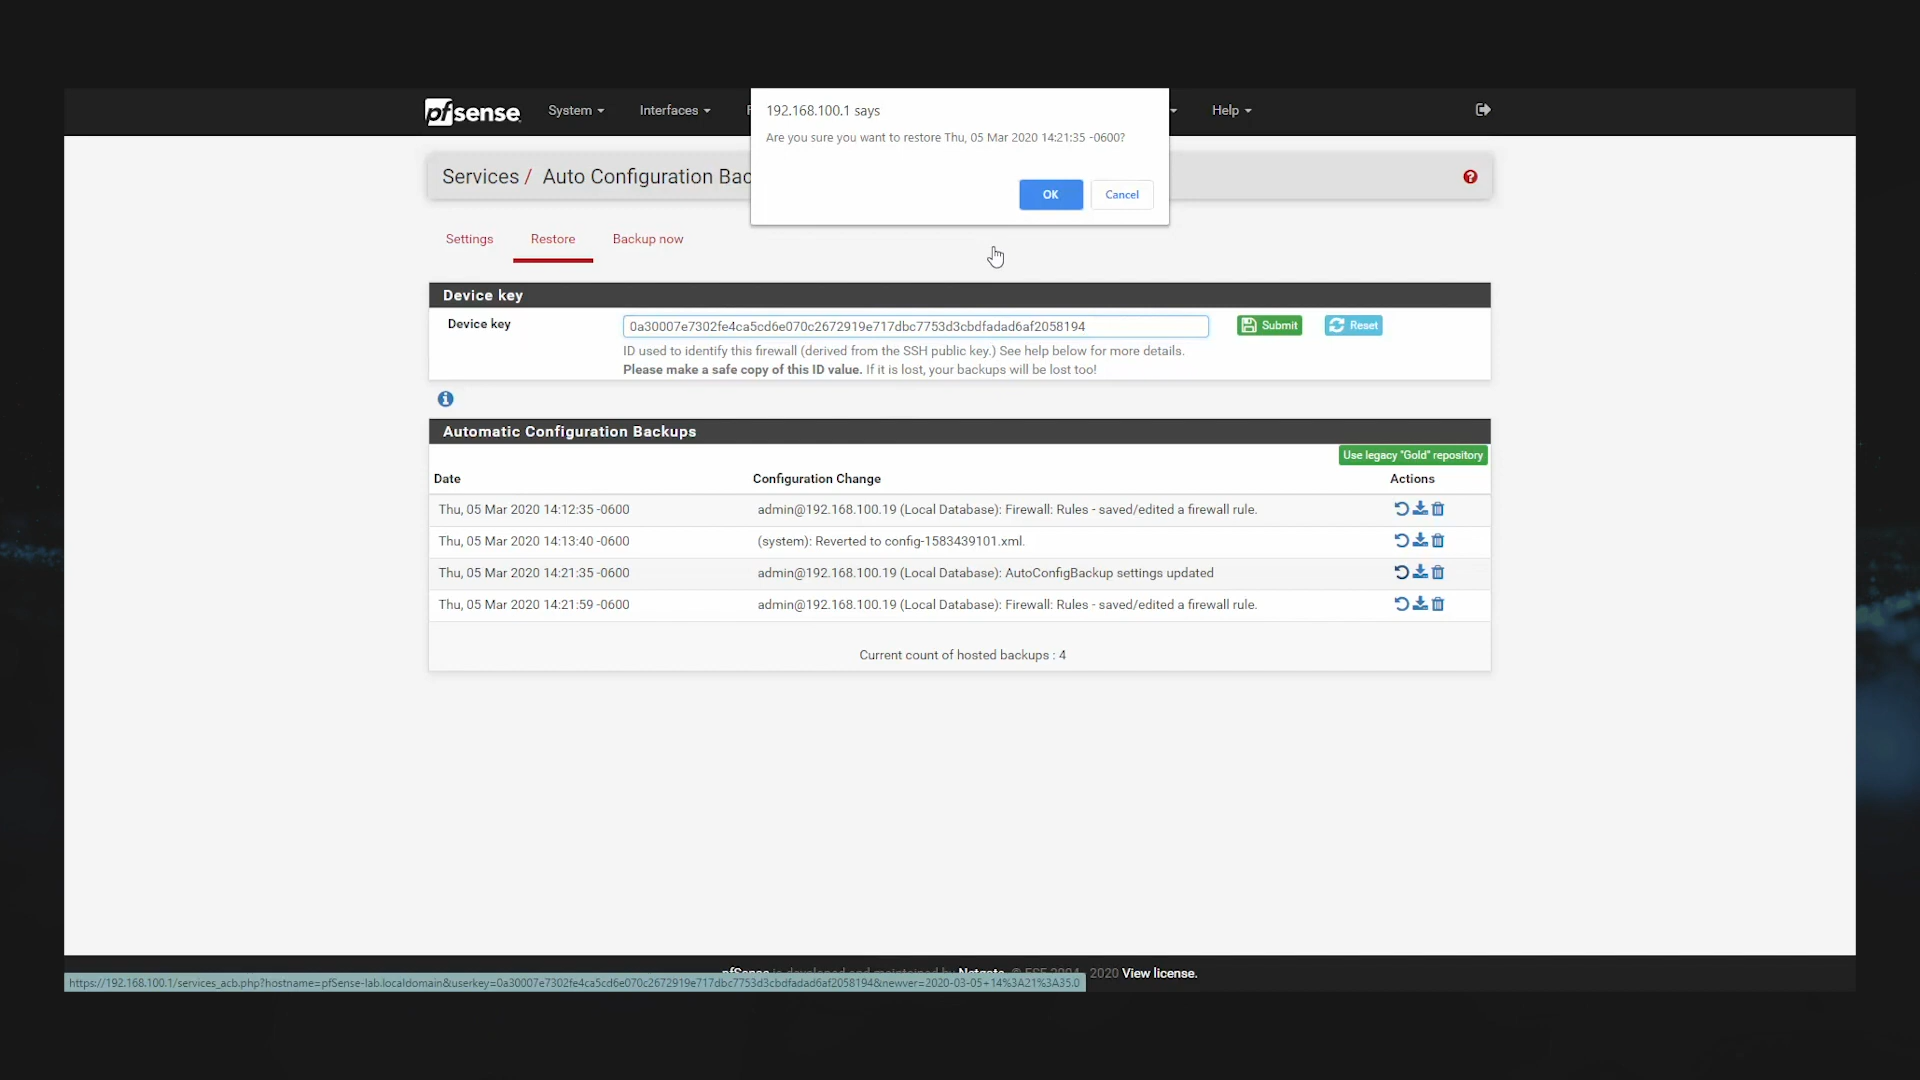 pfsense
System
Interfaces
Help
192.168.100.1 says
Are you sure you want to restore Thu, 05 Mar 2020 14:21:35 -0600?
OK
Cancel
Services / Auto Configuration Bac
Settings
Restore
Backup now
Device key
Device key
0a30007e7302fe4ca5cd6e070c2672919e717dbc7753d3cbdfadad6af2058194
Submit
Reset
ID used to identify this firewall (derived from the SSH public key.) See help below for more details.
Please make a safe copy of this ID value. If it is lost, your backups will be lost too!
Automatic Configuration Backups
Use legacy "Gold" repository
Date
Configuration Change
Actions
Thu, 05 Mar 2020 14:12:35 -0600
admin@192.168.100.19 (Local Database): Firewall: Rules - saved/edited a firewall rule.
Thu, 05 Mar 2020 14:13:40 -0600
(system): Reverted to config-1583439101.xml.
Thu, 05 Mar 2020 14:21:35 -0600
admin@192.168.100.19 (Local Database): AutoConfigBackup settings updated
Thu, 05 Mar 2020 14:21:59 -0600
admin@192.168.100.19 (Local Database): Firewall: Rules - saved/edited a firewall rule.
Current count of hosted backups : 4
pfSense is developed and maintained by Netgate. © ESF 2004 - 2020 View license.
https://192.168.100.1/services_acb.php?hostname=pfSense-lab.localdomain&userkey=0a30007e7302fe4ca5cd6e070c2672919e717dbc7753d3cbdfadad6af2058194&newver=2020-03-05+14%3A21%3A35.0